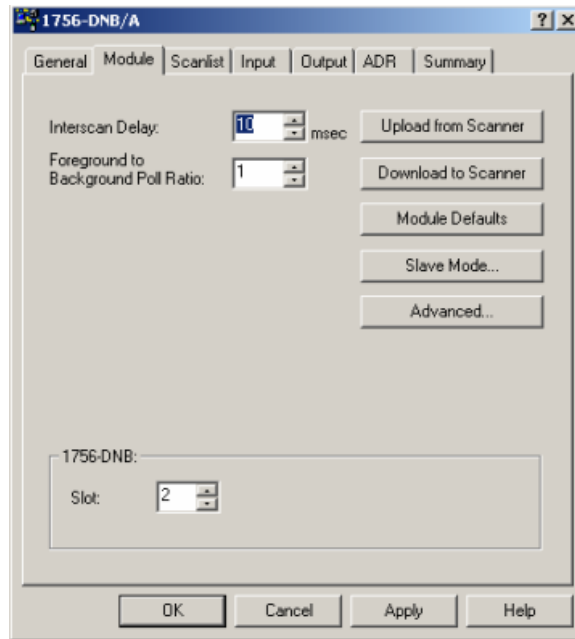 1756-DNB/A
General Module Scanlist Input Output ADR Summary
Interscan Delay: 10 msec Upload from Scanner
Foreground to
Background Poll Ratio: 1 Download to Scanner
Module Defaults
Slave Mode...
Advanced...
1756-DNB:
Slot: 2
OK Cancel Apply Help